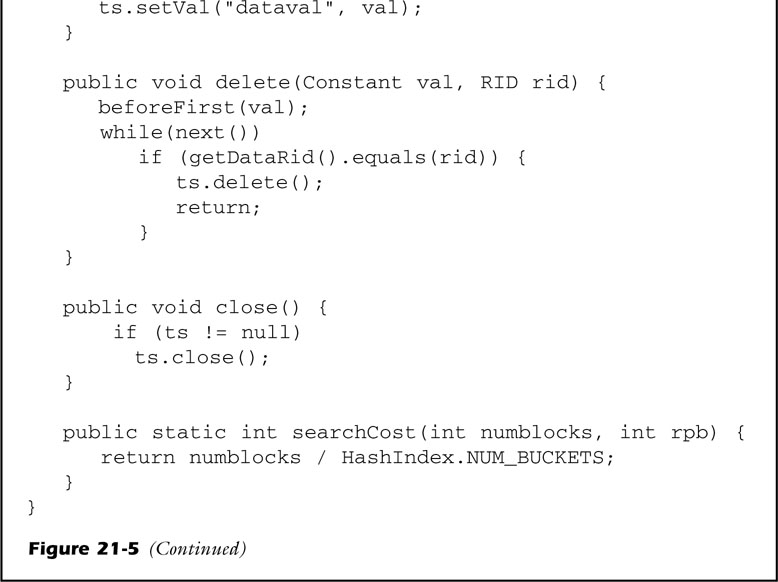 ts.setVal("dataval", val);
}
public void delete(Constant val, RID rid) {
beforeFirst(val);
while(next())
if (getDataRid().equals(rid)) {
ts.delete();
return;
}
}
public void close() {
if (ts != null)
ts.close();
}
public static int searchCost(int numblocks, int rpb) {
return numblocks / HashIndex.NUM_BUCKETS;
}
}
Figure 21-5 (Continued)